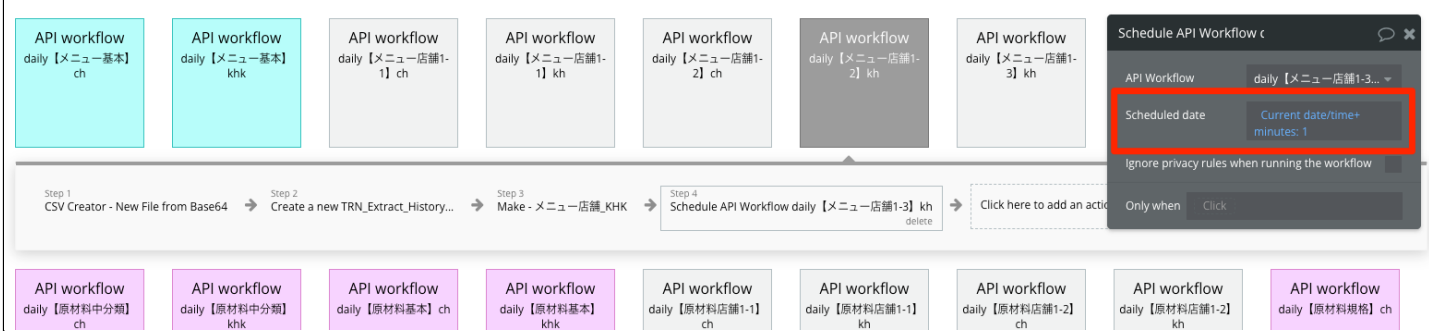 API workflow
daily【メニュー基本】
ch
API workflow
daily【メニュー基本】
khk
API workflow
daily【メニュー店舗1-
1】ch
API workflow
daily【メニュー店舗1-
1】kh
API workflow
daily【メニュー店舗1-
2】ch
API workflow
daily【メニュー店舗1-
2】kh
API workflow
daily【メニュー店舗1-
3】kh
Schedule API Workflow c
API Workflow
daily【メニュー店舗1-3...
Scheduled date
Current date/time+
minutes: 1
Ignore privacy rules when running the workflow
Only when
Click
Step 1
CSV Creator - New File from Base64
Step 2
Create a new TRN_Extract_History...
Step 3
Make - メニュー店舗_KHK
Step 4
Schedule API Workflow daily【メニュー店舗1-3】kh
delete
Click here to add an actic
API workflow
daily【原材料中分類】
ch
API workflow
daily【原材料中分類】
khk
API workflow
daily【原材料基本】ch
API workflow
daily【原材料基本】
khk
API workflow
daily【原材料店舗1-1】
ch
API workflow
daily【原材料店舗1-1】
kh
API workflow
daily【原材料店舗1-2】
ch
API workflow
daily【原材料店舗1-2】
kh
API workflow
daily【原材料規格】ch